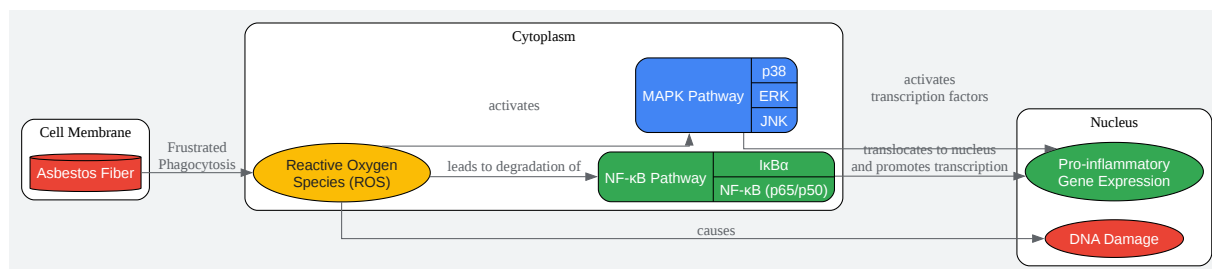 Cytoplasm
Cell Membrane
Asbestos Fiber
Frustrated
Phagocytosis
Reactive Oxygen
Species (ROS)
activates
leads to degradation of
MAPK Pathway
p38
ERK
JNK
NF-κB Pathway
IκBα
NF-κB (p65/p50)
activates
transcription factors
translocates to nucleus
and promotes transcription
causes
Nucleus
Pro-inflammatory
Gene Expression
DNA Damage